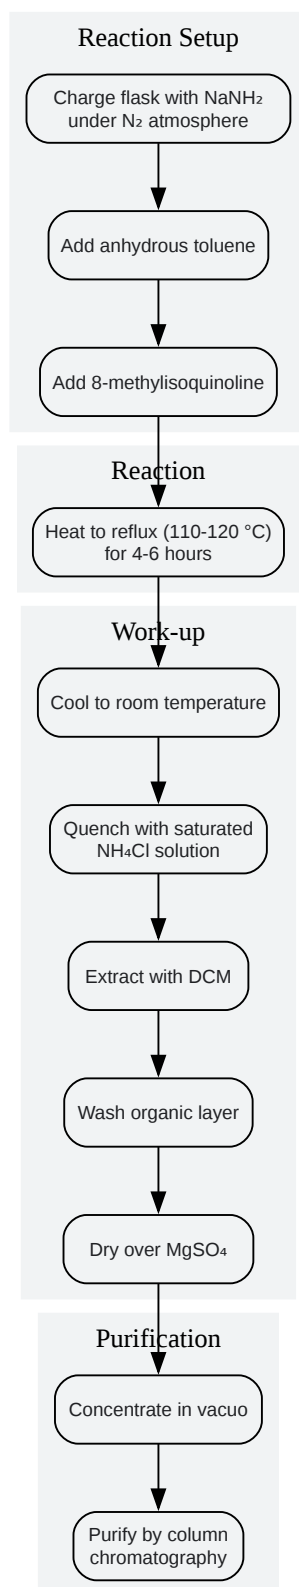 Reaction Setup
Charge flask with NaNH₂
under N₂ atmosphere
Add anhydrous toluene
Add 8-methylisoquinoline
Reaction
Heat to reflux (110-120 °C)
for 4-6 hours
Work-up
Cool to room temperature
Quench with saturated
NH₄Cl solution
Extract with DCM
Wash organic layer
Dry over MgSO₄
Purification
Concentrate in vacuo
Purify by column
chromatography